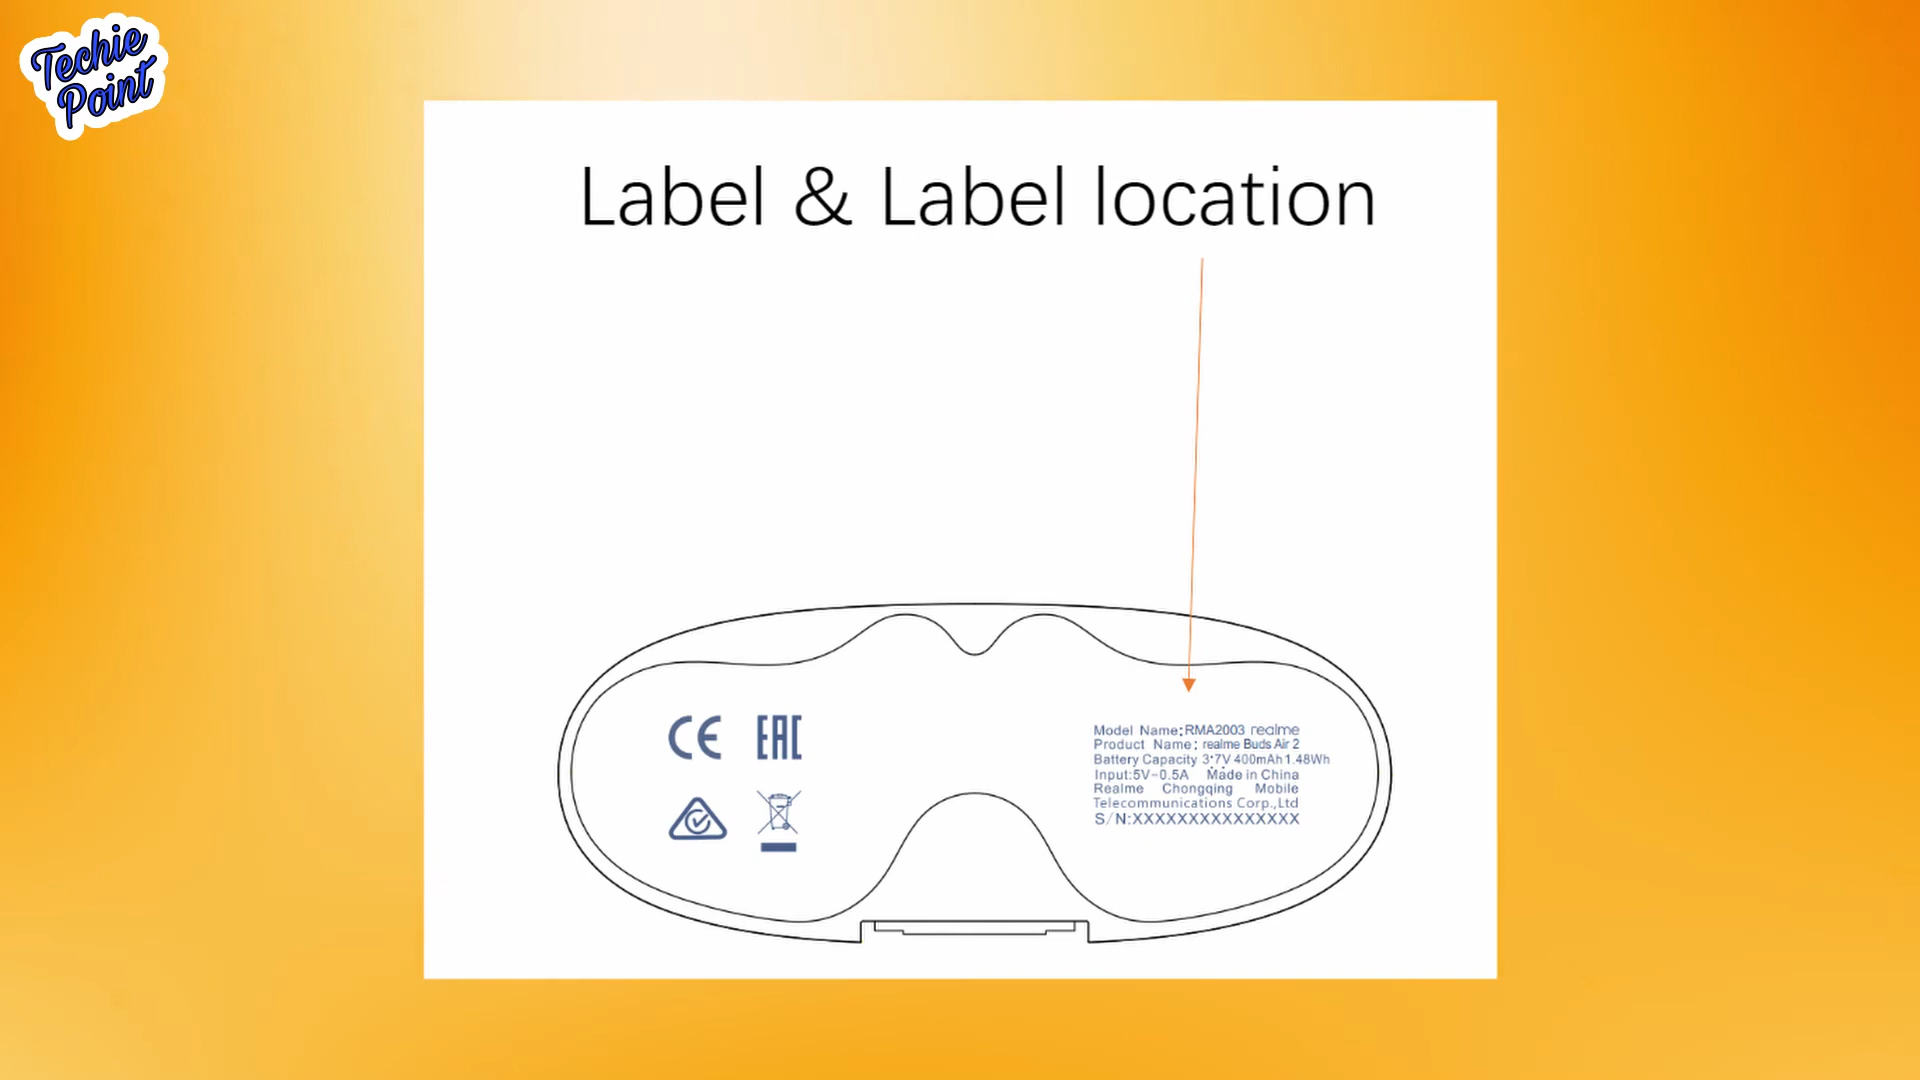 Techie
Point
Label & Label location
CE EAC
Model Name:RMA2003 realme
Product Name: realme Buds Air 2
Battery Capacity 3.7V 400mAh 1.48Wh
Input:5V⎓0.5A Made in China
Realme Chongqing Mobile
Telecommunications Corp.,Ltd
S/N:XXXXXXXXXXXXXXX